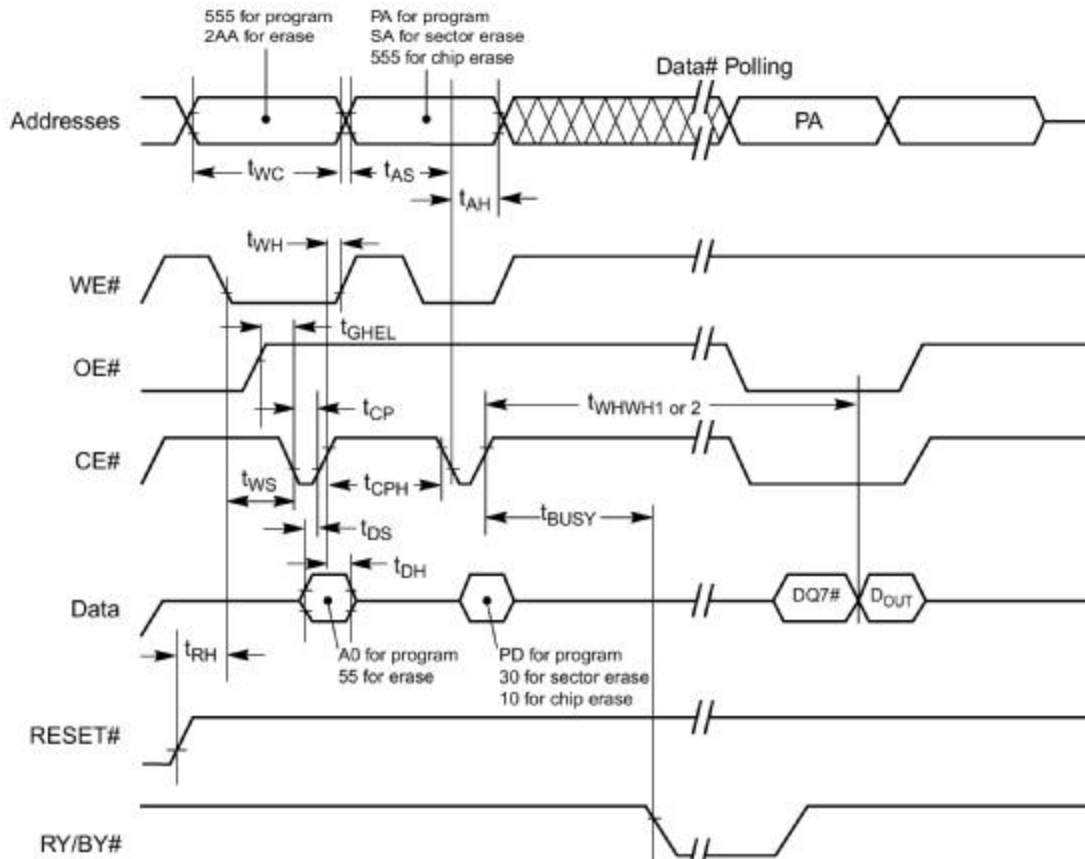 555 for program
2AA for erase
PA for program
SA for sector erase
555 for chip erase
Data# Polling
Addresses
PA
tWC
tAS
tAH
tWH
WE#
tGHEL
OE#
tCP
tWHWH1 or 2
CE#
tWS
tCPH
tBUSY
tDS
tDH
Data
DQ7#
DOUT
tRH
A0 for program
55 for erase
PD for program
30 for sector erase
10 for chip erase
RESET#
RY/BY#